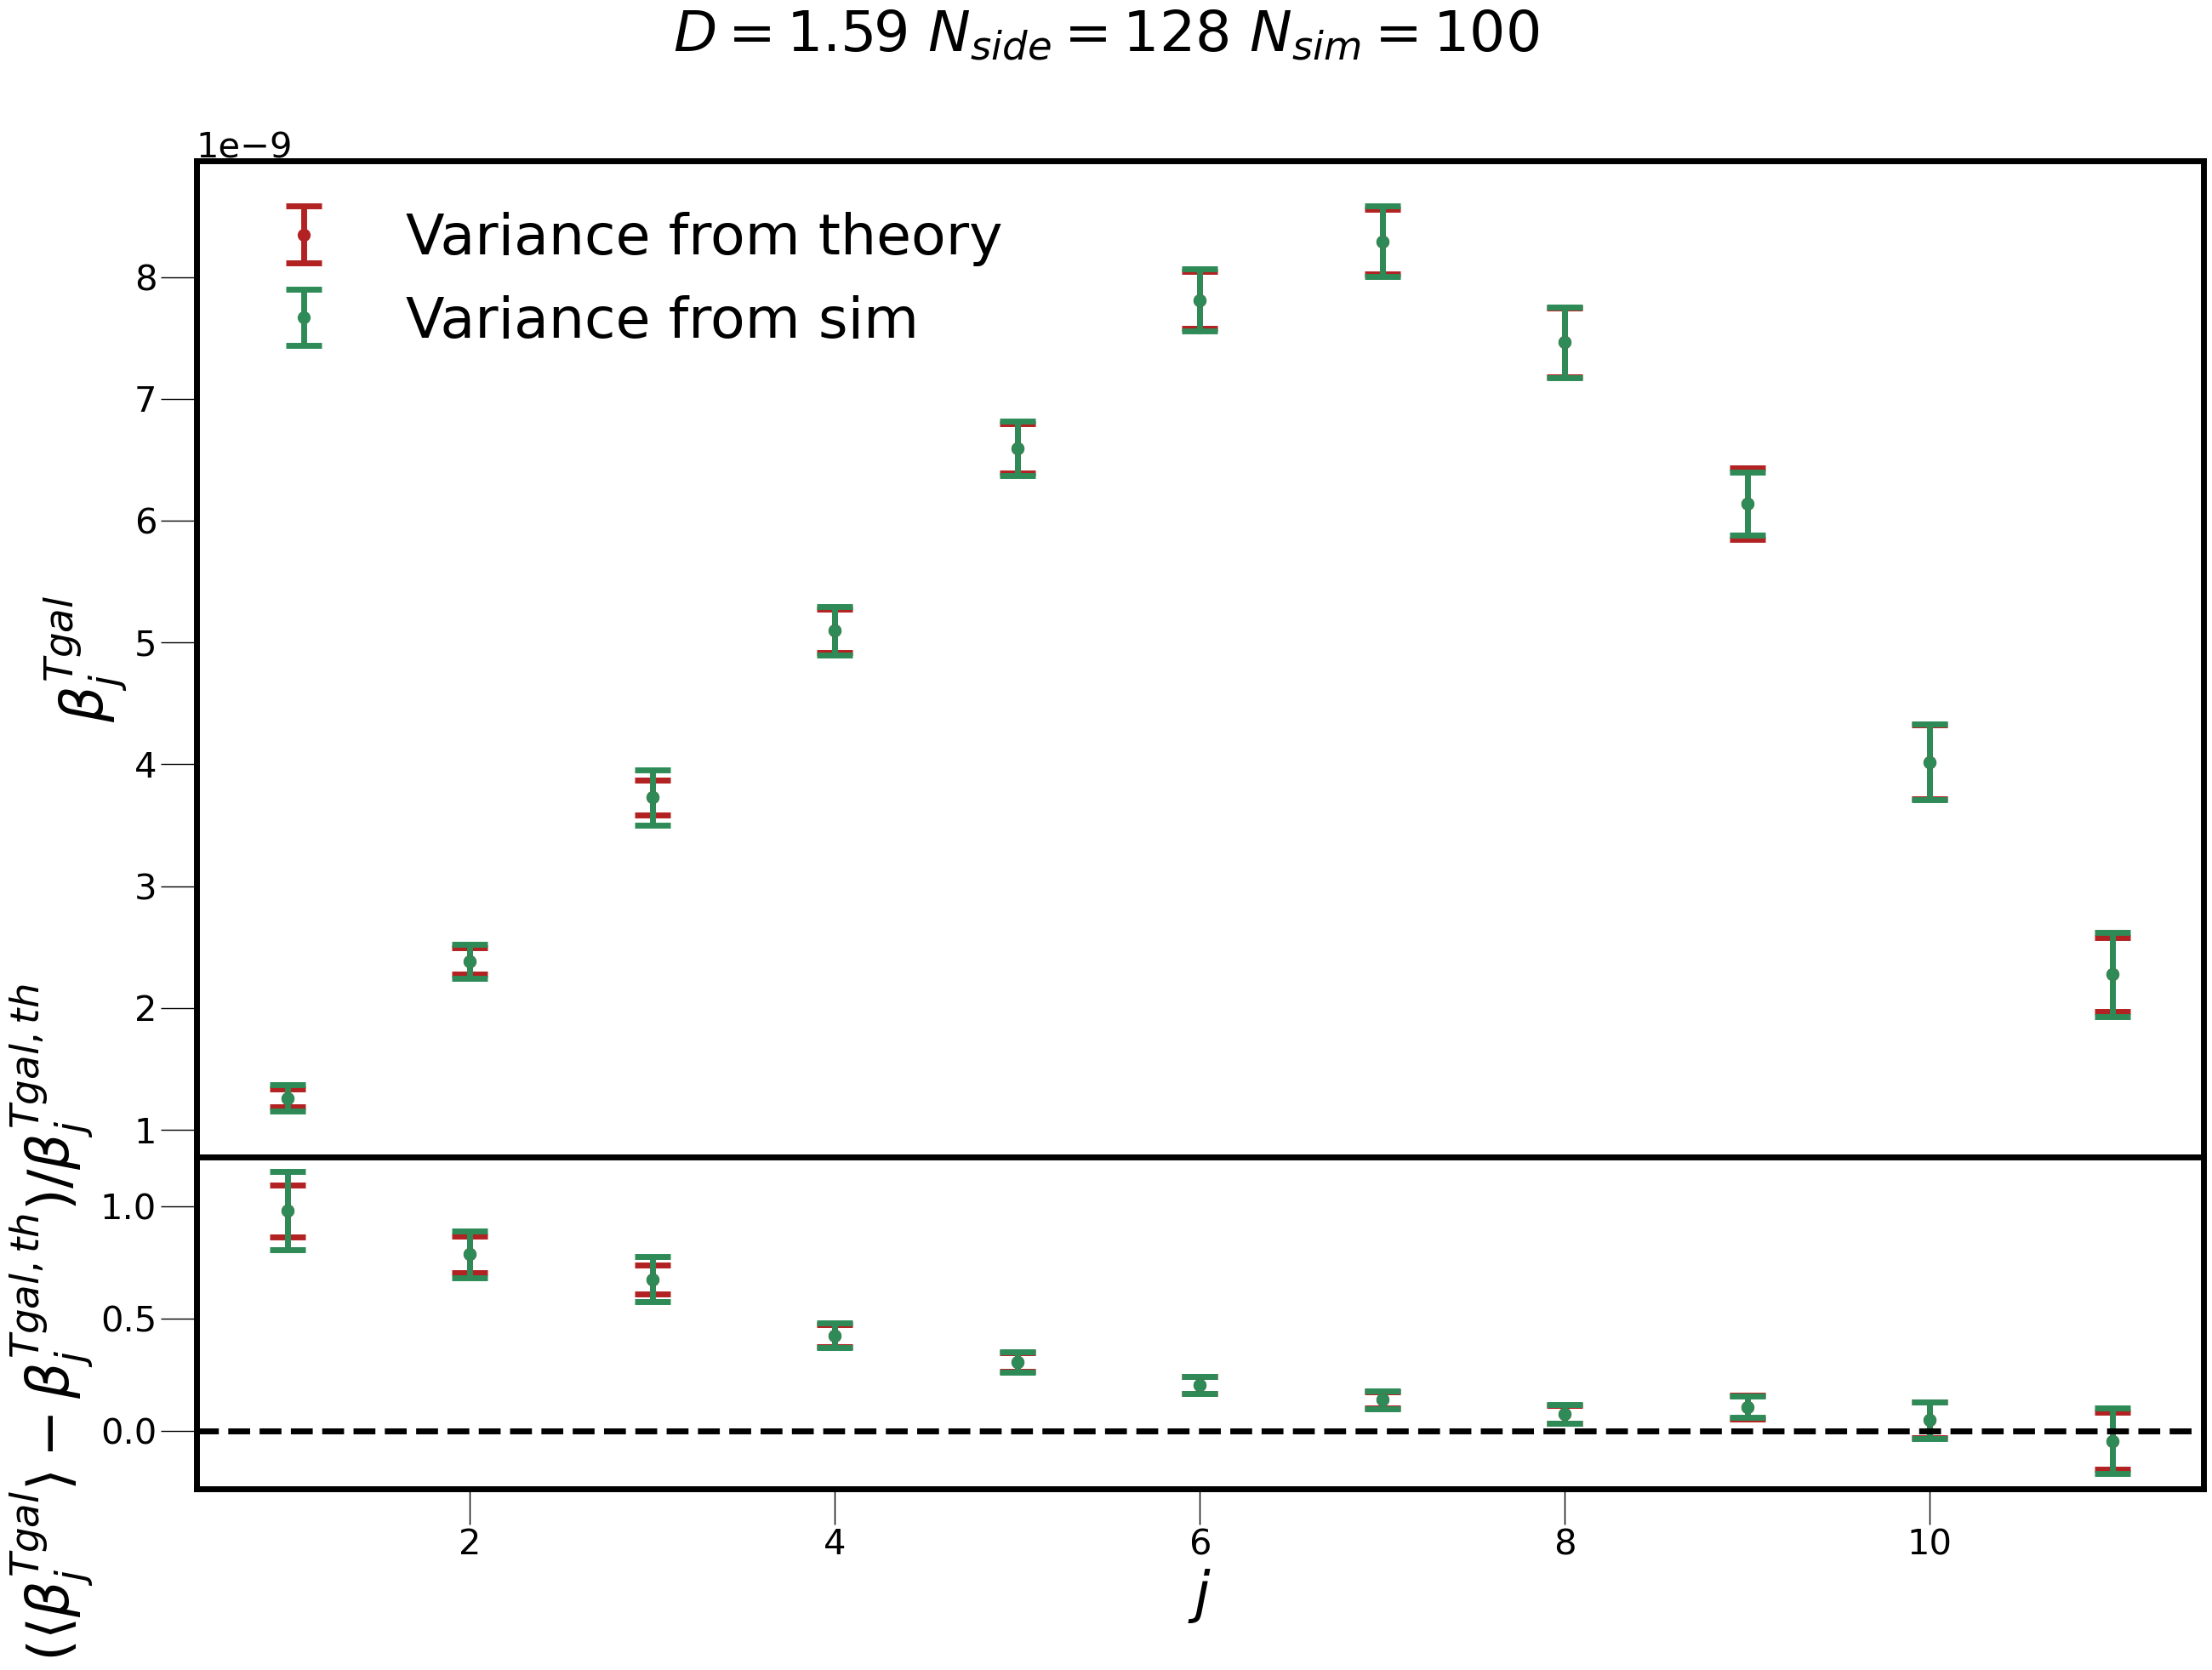 D = 1.59 N_side = 128 N_sim = 100
1e−9
Variance from theory
Variance from sim
β_j^Tgal
8
7
6
5
4
3
2
1
(⟨β_j^Tgal⟩ − β_j^Tgal, th)/β_j^Tgal, th
1.0
0.5
0.0
2 4 6 8 10
j